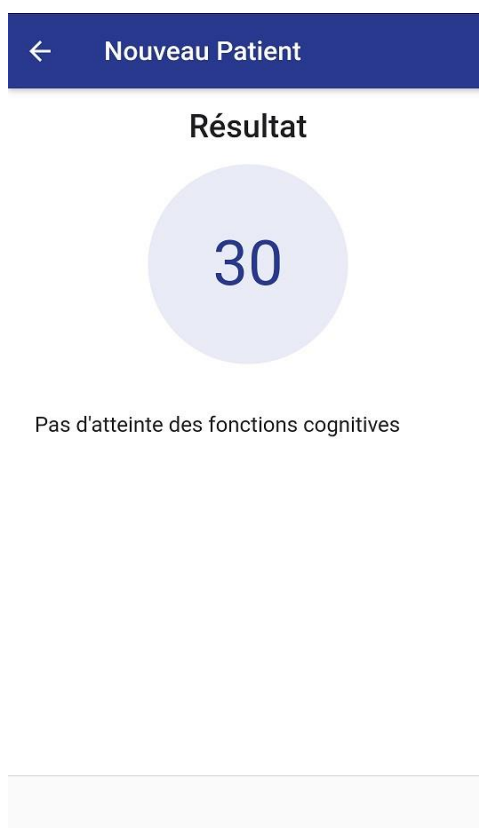 Nouveau Patient
Résultat
30
Pas d'atteinte des fonctions cognitives